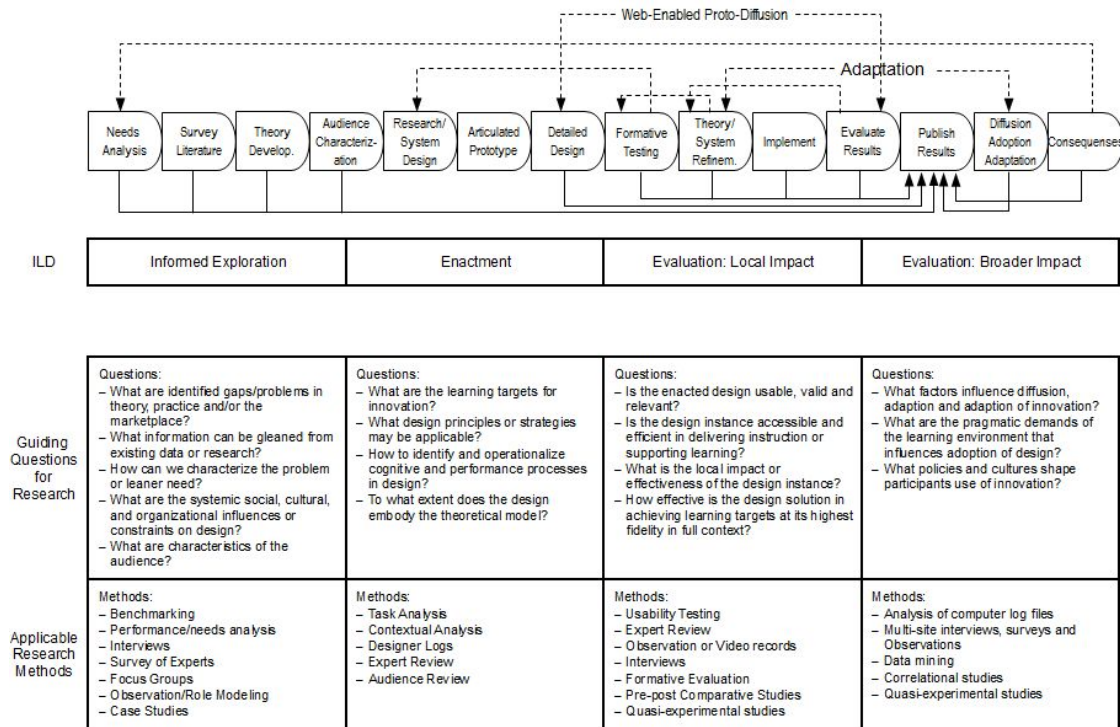 Web-Enabled Proto-Diffusion
Adaptation
Needs
Analysis
Survey
Literature
Theory
Develop.
Audience
Characteriz-
ation
Research/
System
Design
Articulated
Prototype
Detailed
Design
Formative
Testing
Theory/
System
Refinem.
Implement
Evaluate
Results
Publish
Results
Diffusion
Adoption
Adaptation
Consequenses
ILD
Informed Exploration
Enactment
Evaluation: Local Impact
Evaluation: Broader Impact
Guiding
Questions
for
Research
Questions:
– What are identified gaps/problems in
theory, practice and/or the
marketplace?
– What information can be gleaned from
existing data or research?
– How can we characterize the problem
or leaner need?
– What are the systemic social, cultural,
and organizational influences or
constraints on design?
– What are characteristics of the
audience?
Questions:
– What are the learning targets for
innovation?
– What design principles or strategies
may be applicable?
– How to identify and operationalize
cognitive and performance processes
in design?
– To what extent does the design
embody the theoretical model?
Questions:
– Is the enacted design usable, valid and
relevant?
– Is the design instance accessible and
efficient in delivering instruction or
supporting learning?
– What is the local impact or
effectiveness of the design instance?
– How effective is the design solution in
achieving learning targets at its highest
fidelity in full context?
Questions:
– What factors influence diffusion,
adaption and adaption of innovation?
– What are the pragmatic demands of
the learning environment that
influences adoption of design?
– What policies and cultures shape
participants use of innovation?
Applicable
Research
Methods
Methods:
– Benchmarking
– Performance/needs analysis
– Interviews
– Survey of Experts
– Focus Groups
– Observation/Role Modeling
– Case Studies
Methods:
– Task Analysis
– Contextual Analysis
– Designer Logs
– Expert Review
– Audience Review
Methods:
– Usability Testing
– Expert Review
– Observation or Video records
– Interviews
– Formative Evaluation
– Pre-post Comparative Studies
– Quasi-experimental studies
Methods:
– Analysis of computer log files
– Multi-site interviews, surveys and
Observations
– Data mining
– Correlational studies
– Quasi-experimental studies